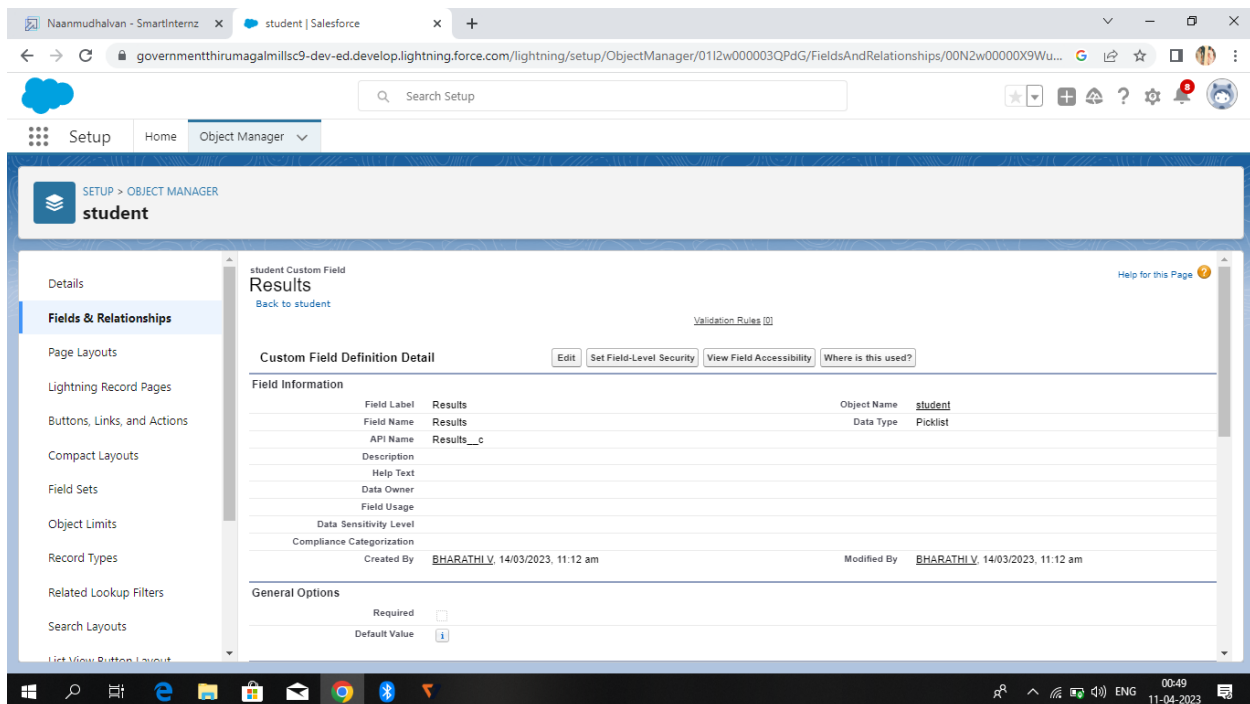 Naanmudhalvan - SmartInternz
student | Salesforce
governmentthirumagalmillsc9-dev-ed.develop.lightning.force.com/lightning/setup/ObjectManager/01I2w000003QPdG/FieldsAndRelationships/00N2w00000X9Wu...
Search Setup
8
Setup Home Object Manager
SETUP > OBJECT MANAGER
student
Details
Fields & Relationships
Page Layouts
Lightning Record Pages
Buttons, Links, and Actions
Compact Layouts
Field Sets
Object Limits
Record Types
Related Lookup Filters
Search Layouts
List View Button Layout
student Custom Field
Results
Back to student
Help for this Page
Validation Rules [0]
Custom Field Definition Detail Edit Set Field-Level Security View Field Accessibility Where is this used?
Field Information
Field Label Results Object Name student
Field Name Results Data Type Picklist
API Name Results__c
Description
Help Text
Data Owner
Field Usage
Data Sensitivity Level
Compliance Categorization
Created By BHARATHI V, 14/03/2023, 11:12 am Modified By BHARATHI V, 14/03/2023, 11:12 am
General Options
Required
Default Value
ENG
00:49
11-04-2023